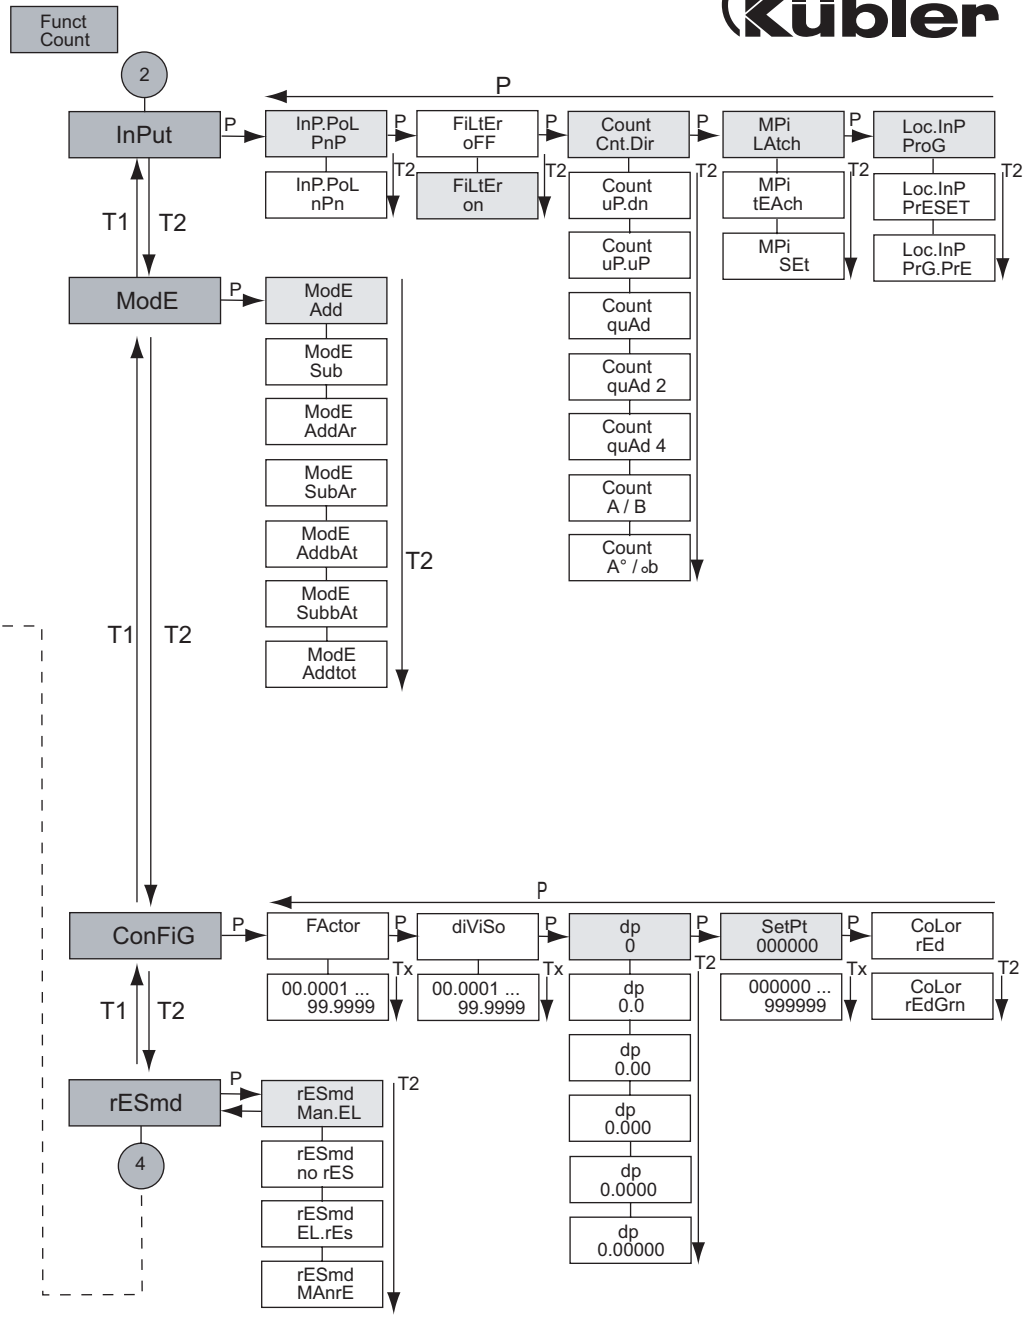 Kübler
Funct
Count
2
P
InPut
P
InP.PoL
PnP
P
FiLtEr
oFF
P
Count
Cnt.Dir
P
MPi
LAtch
P
Loc.InP
ProG
T2
T2
T2
T2
T2
InP.PoL
nPn
FiLtEr
on
Count
uP.dn
MPi
tEAch
Loc.InP
PrESET
Count
uP.uP
MPi
SEt
Loc.InP
PrG.PrE
Count
quAd
Count
quAd 2
Count
quAd 4
Count
A / B
Count
A° / ob
T1
T2
ModE
P
ModE
Add
ModE
Sub
ModE
AddAr
ModE
SubAr
ModE
AddbAt
ModE
SubbAt
ModE
Addtot
T2
T1
T2
P
ConFiG
P
FActor
P
diViSo
P
dp
0
P
SetPt
000000
P
CoLor
rEd
Tx
Tx
T2
Tx
T2
00.0001 ...
99.9999
00.0001 ...
99.9999
dp
0.0
000000 ...
999999
CoLor
rEdGrn
dp
0.00
dp
0.000
dp
0.0000
dp
0.00000
T1
T2
rESmd
P
rESmd
Man.EL
T2
rESmd
no rES
rESmd
EL.rEs
rESmd
MAnrE
4